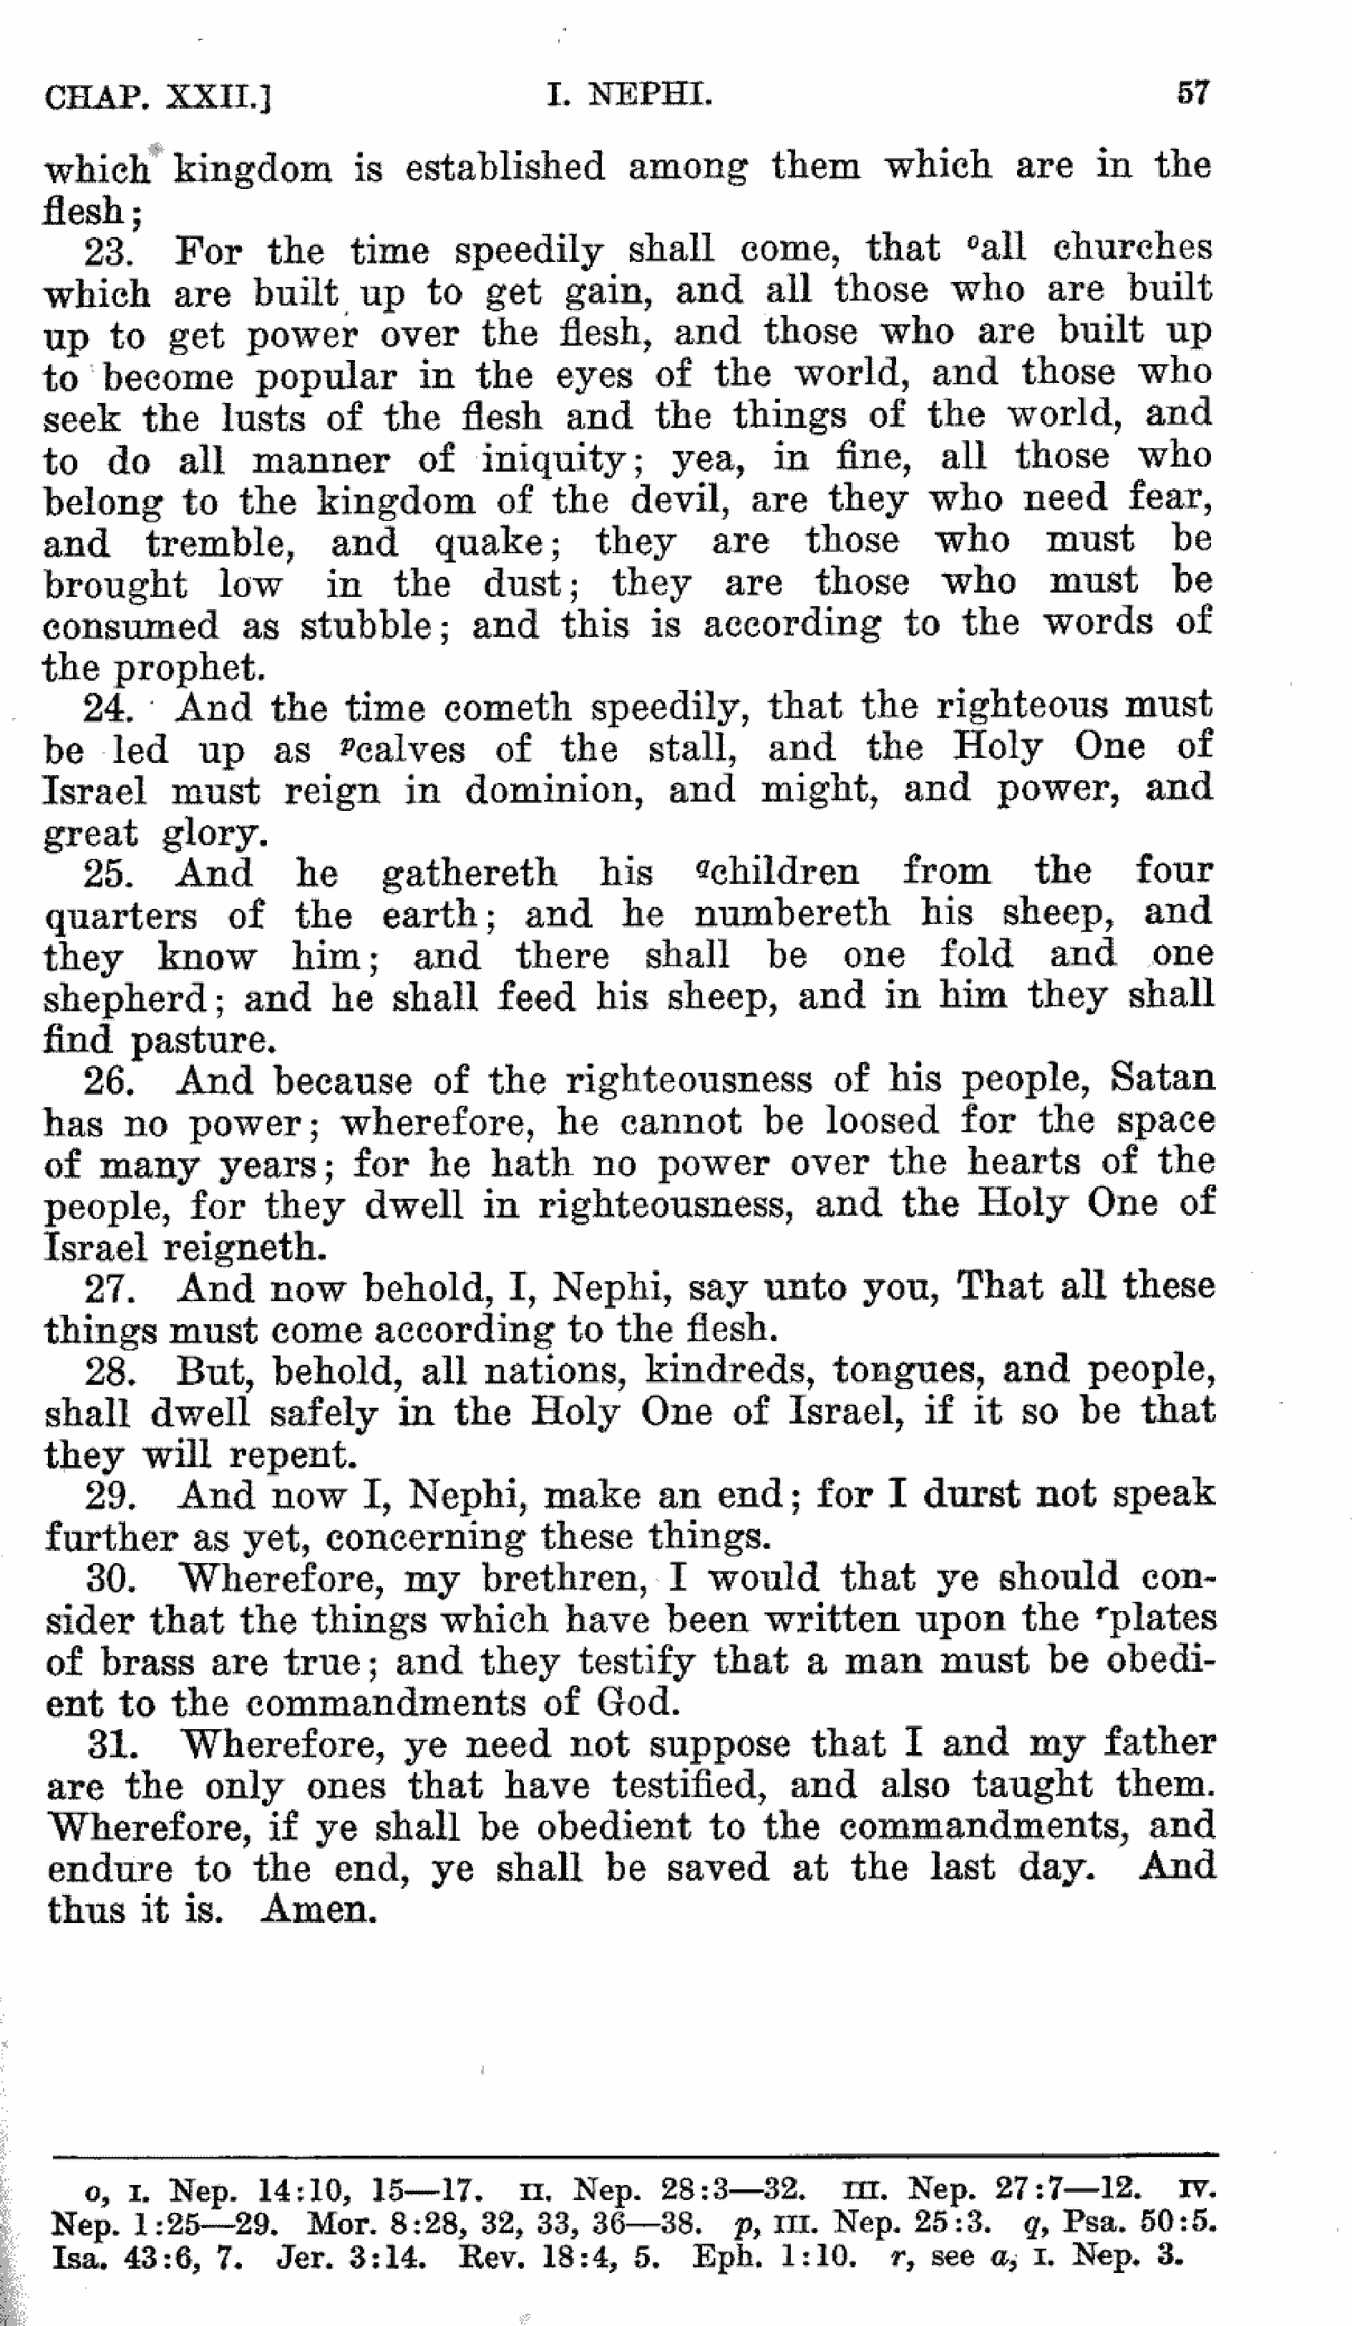 CHAP. XXII.] I. NEPHI. 57
which kingdom is established among them which are in the
flesh;
23. For the time speedily shall come, that ᵒall churches
which are built up to get gain, and all those who are built
up to get power over the flesh, and those who are built up
to become popular in the eyes of the world, and those who
seek the lusts of the flesh and the things of the world, and
to do all manner of iniquity; yea, in fine, all those who
belong to the kingdom of the devil, are they who need fear,
and tremble, and quake; they are those who must be
brought low in the dust; they are those who must be
consumed as stubble; and this is according to the words of
the prophet.
24. And the time cometh speedily, that the righteous must
be led up as ᵖcalves of the stall, and the Holy One of
Israel must reign in dominion, and might, and power, and
great glory.
25. And he gathereth his qchildren from the four
quarters of the earth; and he numbereth his sheep, and
they know him; and there shall be one fold and one
shepherd; and he shall feed his sheep, and in him they shall
find pasture.
26. And because of the righteousness of his people, Satan
has no power; wherefore, he cannot be loosed for the space
of many years; for he hath no power over the hearts of the
people, for they dwell in righteousness, and the Holy One of
Israel reigneth.
27. And now behold, I, Nephi, say unto you, That all these
things must come according to the flesh.
28. But, behold, all nations, kindreds, tongues, and people,
shall dwell safely in the Holy One of Israel, if it so be that
they will repent.
29. And now I, Nephi, make an end; for I durst not speak
further as yet, concerning these things.
30. Wherefore, my brethren, I would that ye should con-
sider that the things which have been written upon the ʳplates
of brass are true; and they testify that a man must be obedi-
ent to the commandments of God.
31. Wherefore, ye need not suppose that I and my father
are the only ones that have testified, and also taught them.
Wherefore, if ye shall be obedient to the commandments, and
endure to the end, ye shall be saved at the last day. And
thus it is. Amen.
o, I. Nep. 14:10, 15—17. II. Nep. 28:3—32. III. Nep. 27:7—12. IV.
Nep. 1:25—29. Mor. 8:28, 32, 33, 36—38. p, III. Nep. 25:3. q, Psa. 50:5.
Isa. 43:6, 7. Jer. 3:14. Rev. 18:4, 5. Eph. 1:10. r, see a, I. Nep. 3.